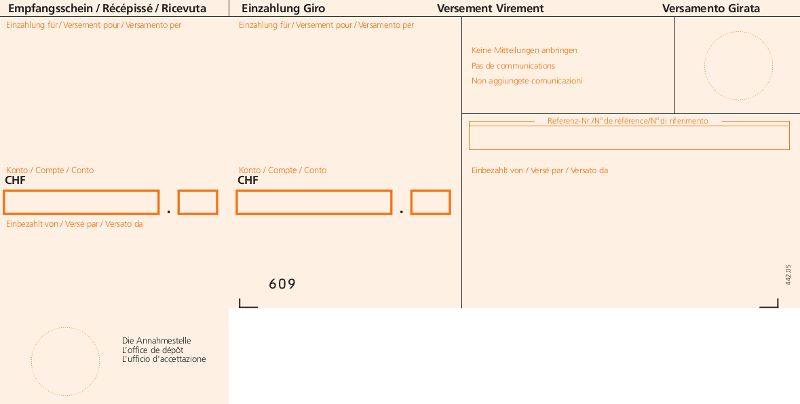 Empfangsschein / Récépissé / Ricevuta
Einzahlung für / Versement pour / Versamento per
Konto / Compte / Conto
CHF
.
Einbezahlt von / Versé par / Versato da
Die Annahmestelle
L'office de dépôt
L'ufficio d'accettazione
Einzahlung Giro
Versement Virement
Versamento Girata
Einzahlung für / Versement pour / Versamento per
Konto / Compte / Conto
CHF
.
609
Keine Mitteilungen anbringen
Pas de communications
Non aggiungete comunicazioni
Referenz-Nr./N° de référence/N° di riferimento
Einbezahlt von / Versé par / Versato da
442.05